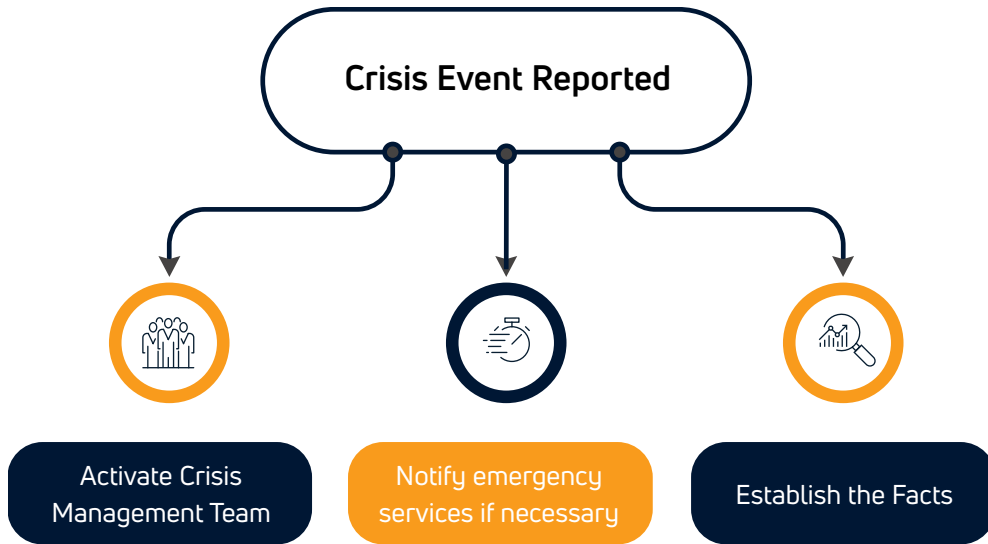 Crisis Event Reported
Activate Crisis
Management Team
Notify emergency
services if necessary
Establish the Facts